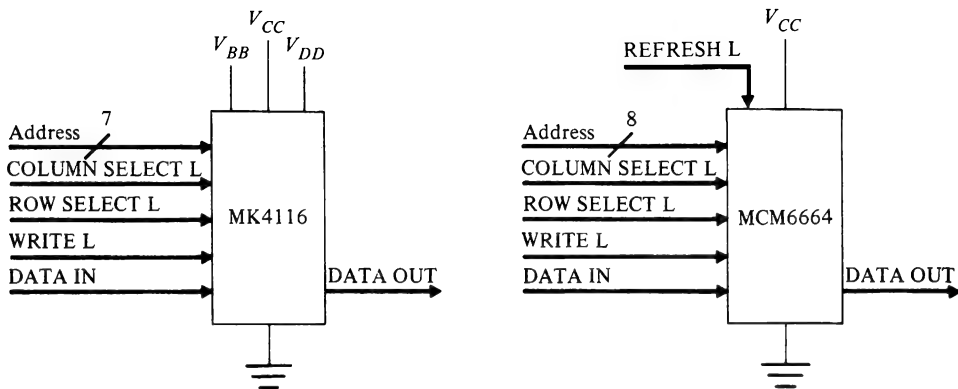 V_BB
V_CC
V_DD
Address
7
COLUMN SELECT L
ROW SELECT L
WRITE L
DATA IN
MK4116
DATA OUT
REFRESH L
V_CC
Address
8
COLUMN SELECT L
ROW SELECT L
WRITE L
DATA IN
MCM6664
DATA OUT